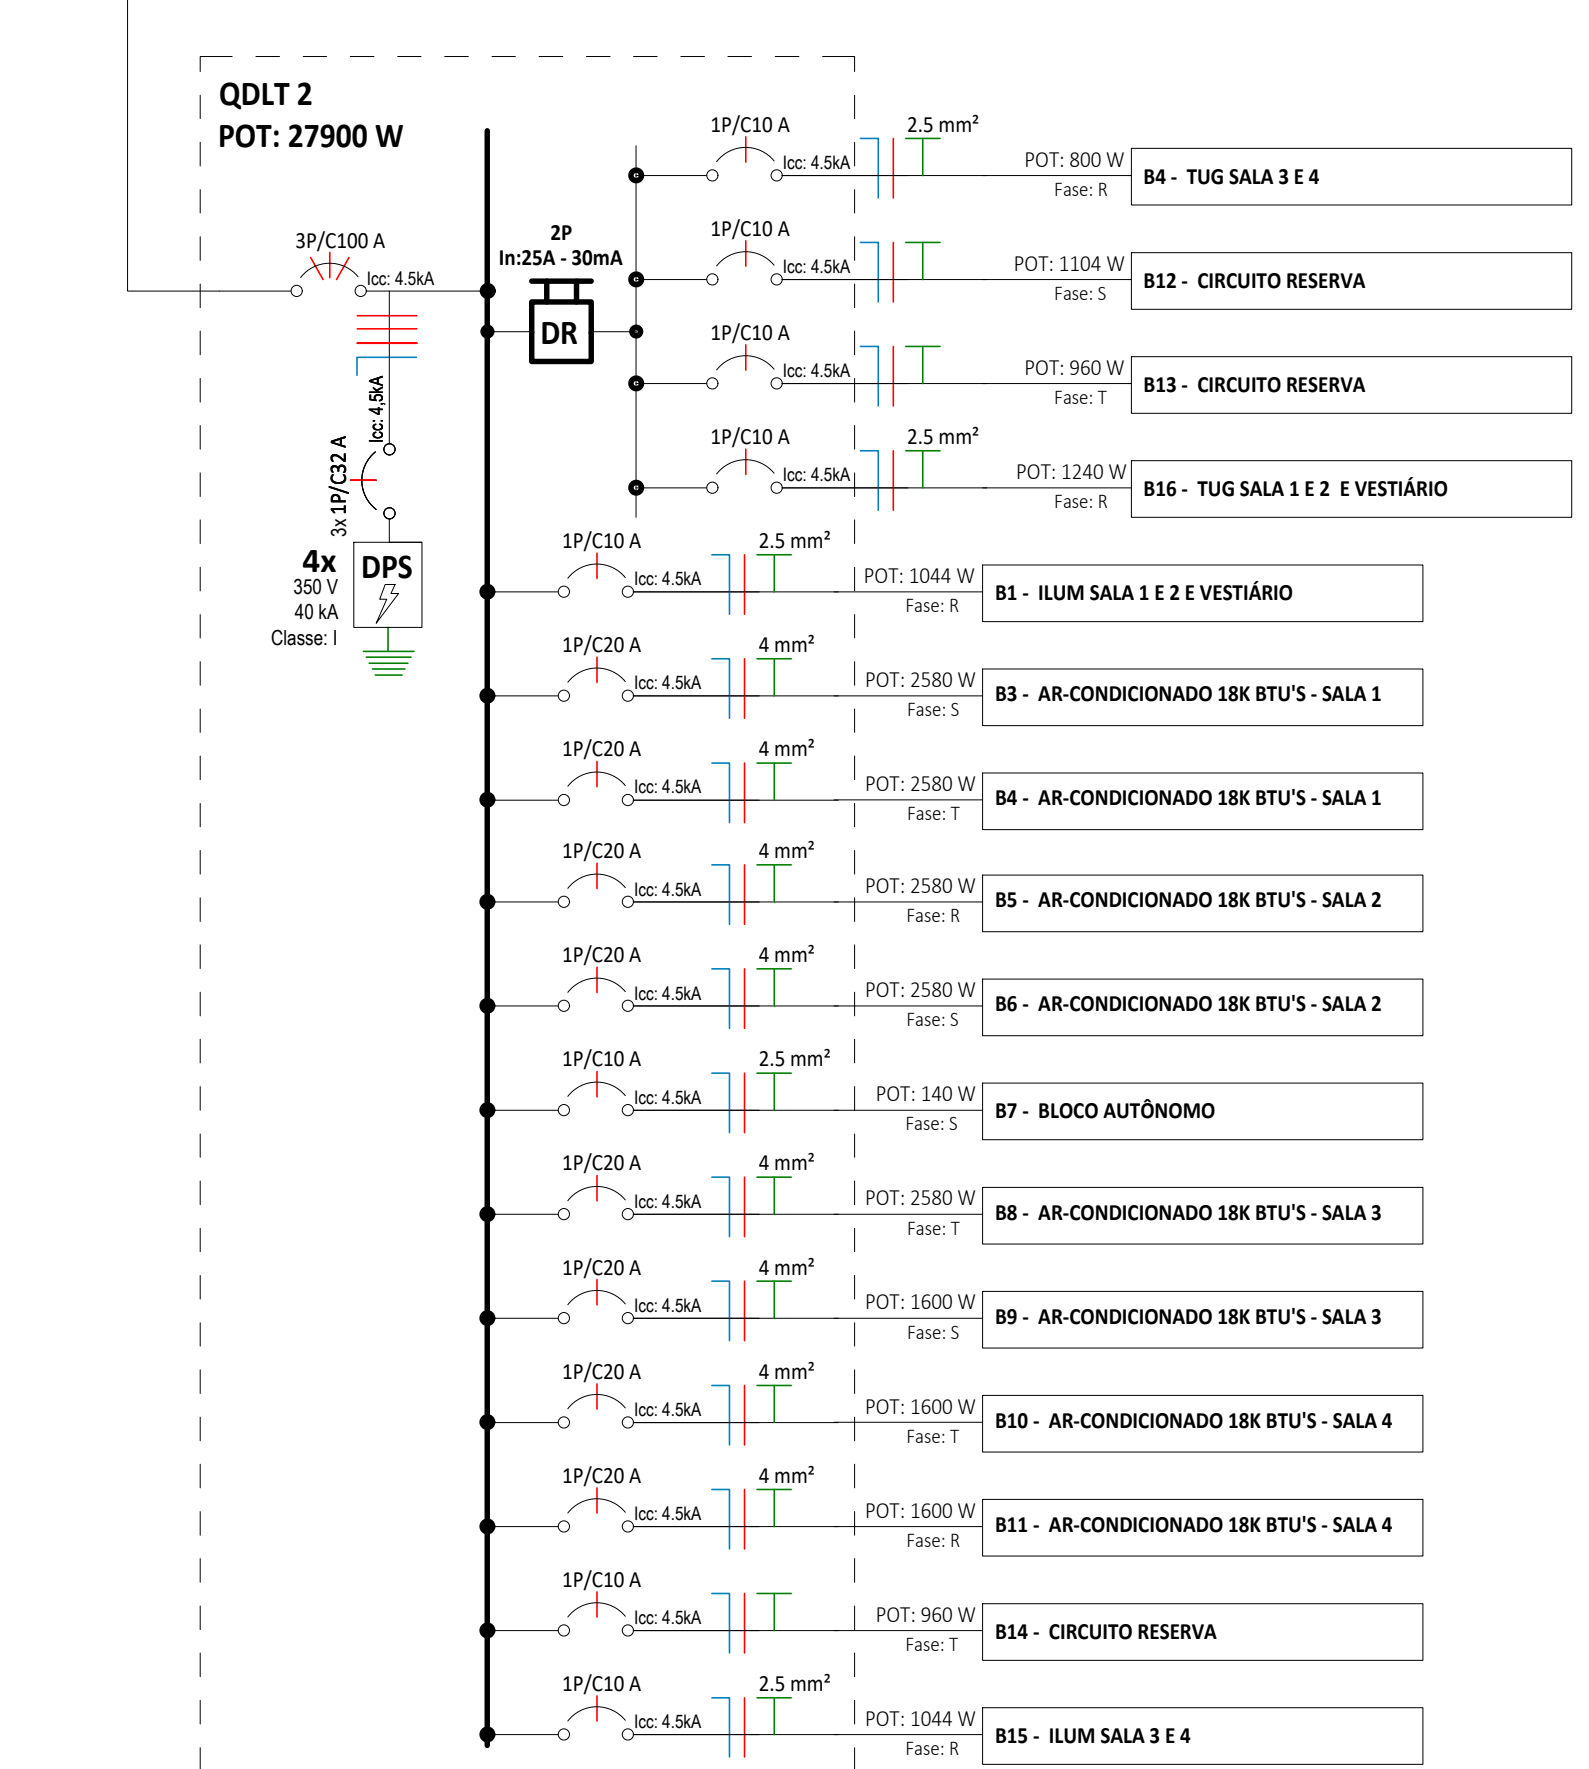 QDLT 2
POT: 27900 W
3P/C100 A
Icc: 4.5kA
Icc: 4,5kA
3x 1P/C32 A
4x
350 V
40 kA
Classe: I
DPS
2P
In:25A - 30mA
DR
1P/C10 A
Icc: 4.5kA
2.5 mm²
POT: 800 W
Fase: R
B4 - TUG SALA 3 E 4
1P/C10 A
Icc: 4.5kA
POT: 1104 W
Fase: S
B12 - CIRCUITO RESERVA
1P/C10 A
Icc: 4.5kA
POT: 960 W
Fase: T
B13 - CIRCUITO RESERVA
1P/C10 A
Icc: 4.5kA
2.5 mm²
POT: 1240 W
Fase: R
B16 - TUG SALA 1 E 2 E VESTIÁRIO
1P/C10 A
Icc: 4.5kA
2.5 mm²
POT: 1044 W
Fase: R
B1 - ILUM SALA 1 E 2 E VESTIÁRIO
1P/C20 A
Icc: 4.5kA
4 mm²
POT: 2580 W
Fase: S
B3 - AR-CONDICIONADO 18K BTU'S - SALA 1
1P/C20 A
Icc: 4.5kA
4 mm²
POT: 2580 W
Fase: T
B4 - AR-CONDICIONADO 18K BTU'S - SALA 1
1P/C20 A
Icc: 4.5kA
4 mm²
POT: 2580 W
Fase: R
B5 - AR-CONDICIONADO 18K BTU'S - SALA 2
1P/C20 A
Icc: 4.5kA
4 mm²
POT: 2580 W
Fase: S
B6 - AR-CONDICIONADO 18K BTU'S - SALA 2
1P/C10 A
Icc: 4.5kA
2.5 mm²
POT: 140 W
Fase: S
B7 - BLOCO AUTÔNOMO
1P/C20 A
Icc: 4.5kA
4 mm²
POT: 2580 W
Fase: T
B8 - AR-CONDICIONADO 18K BTU'S - SALA 3
1P/C20 A
Icc: 4.5kA
4 mm²
POT: 1600 W
Fase: S
B9 - AR-CONDICIONADO 18K BTU'S - SALA 3
1P/C20 A
Icc: 4.5kA
4 mm²
POT: 1600 W
Fase: T
B10 - AR-CONDICIONADO 18K BTU'S - SALA 4
1P/C20 A
Icc: 4.5kA
4 mm²
POT: 1600 W
Fase: R
B11 - AR-CONDICIONADO 18K BTU'S - SALA 4
1P/C10 A
Icc: 4.5kA
POT: 960 W
Fase: T
B14 - CIRCUITO RESERVA
1P/C10 A
Icc: 4.5kA
2.5 mm²
POT: 1044 W
Fase: R
B15 - ILUM SALA 3 E 4